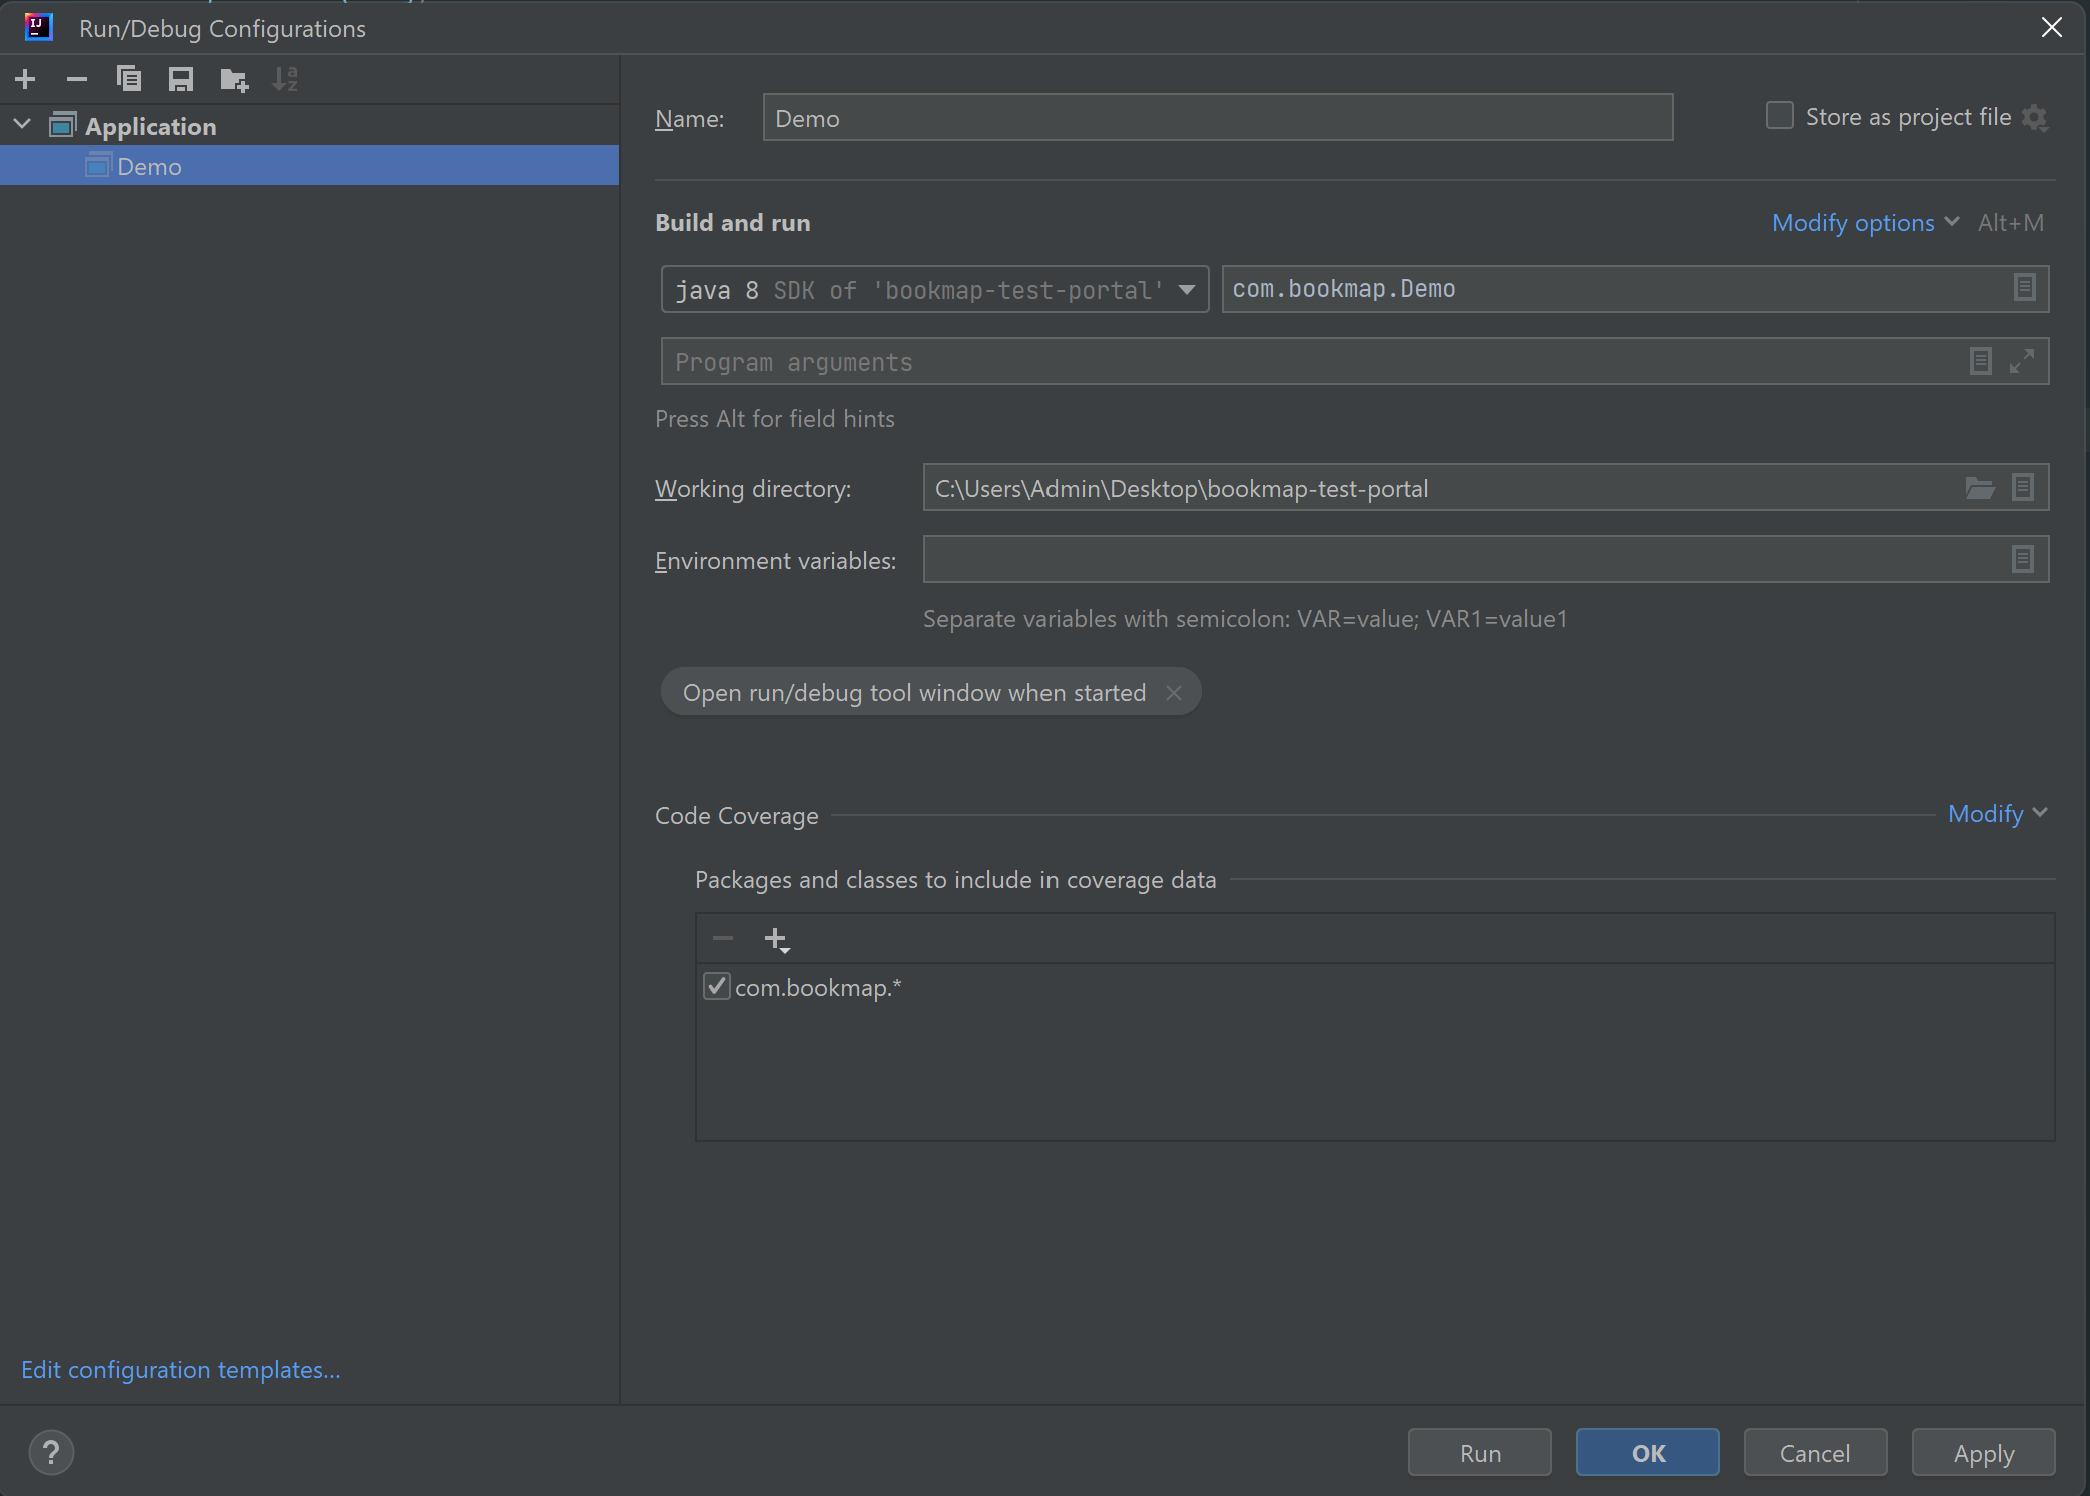 Run/Debug Configurations
Application
Demo
Edit configuration templates...
Name: Demo
Store as project file
Build and run
Modify options Alt+M
java 8 SDK of 'bookmap-test-portal'
com.bookmap.Demo
Program arguments
Press Alt for field hints
Working directory: C:\Users\Admin\Desktop\bookmap-test-portal
Environment variables:
Separate variables with semicolon: VAR=value; VAR1=value1
Open run/debug tool window when started
Code Coverage
Modify
Packages and classes to include in coverage data
com.bookmap.*
?
Run
OK
Cancel
Apply